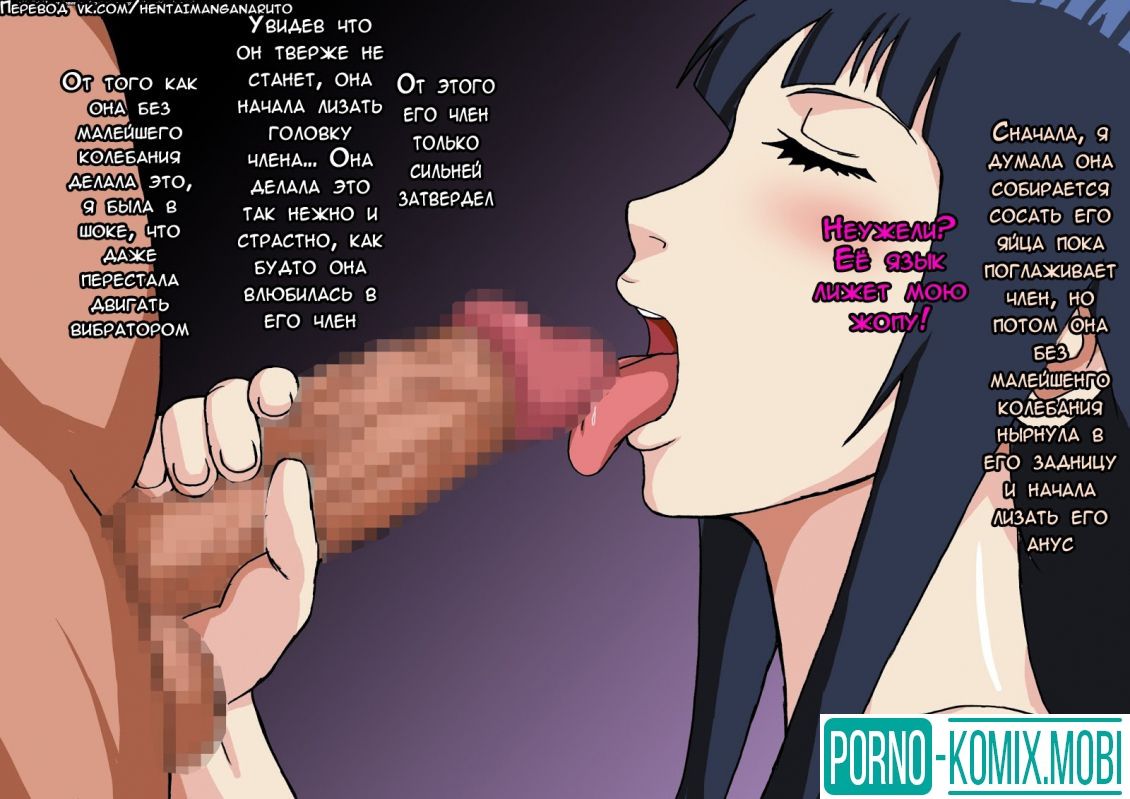 Перевод vk.com/hentaimanganaruto
От того как
она без
малейшего
колебания
делала это,
я была в
шоке, что
даже
перестала
двигать
вибратором
Увидев что
он тверже не
станет, она
начала лизать
головку
члена... Она
делала это
так нежно и
страстно, как
будто она
влюбилась в
его член
От этого
его член
только
сильней
затвердел
Неужели?
Её язык
лижет мою
жопу!
Сначала, я
думала она
собирается
сосать его
яйца пока
поглаживает
член, но
потом она
без
малейшенго
колебания
нырнула в
его задницу
и начала
лизать его
анус
PORNO-KOMIX.MOBI